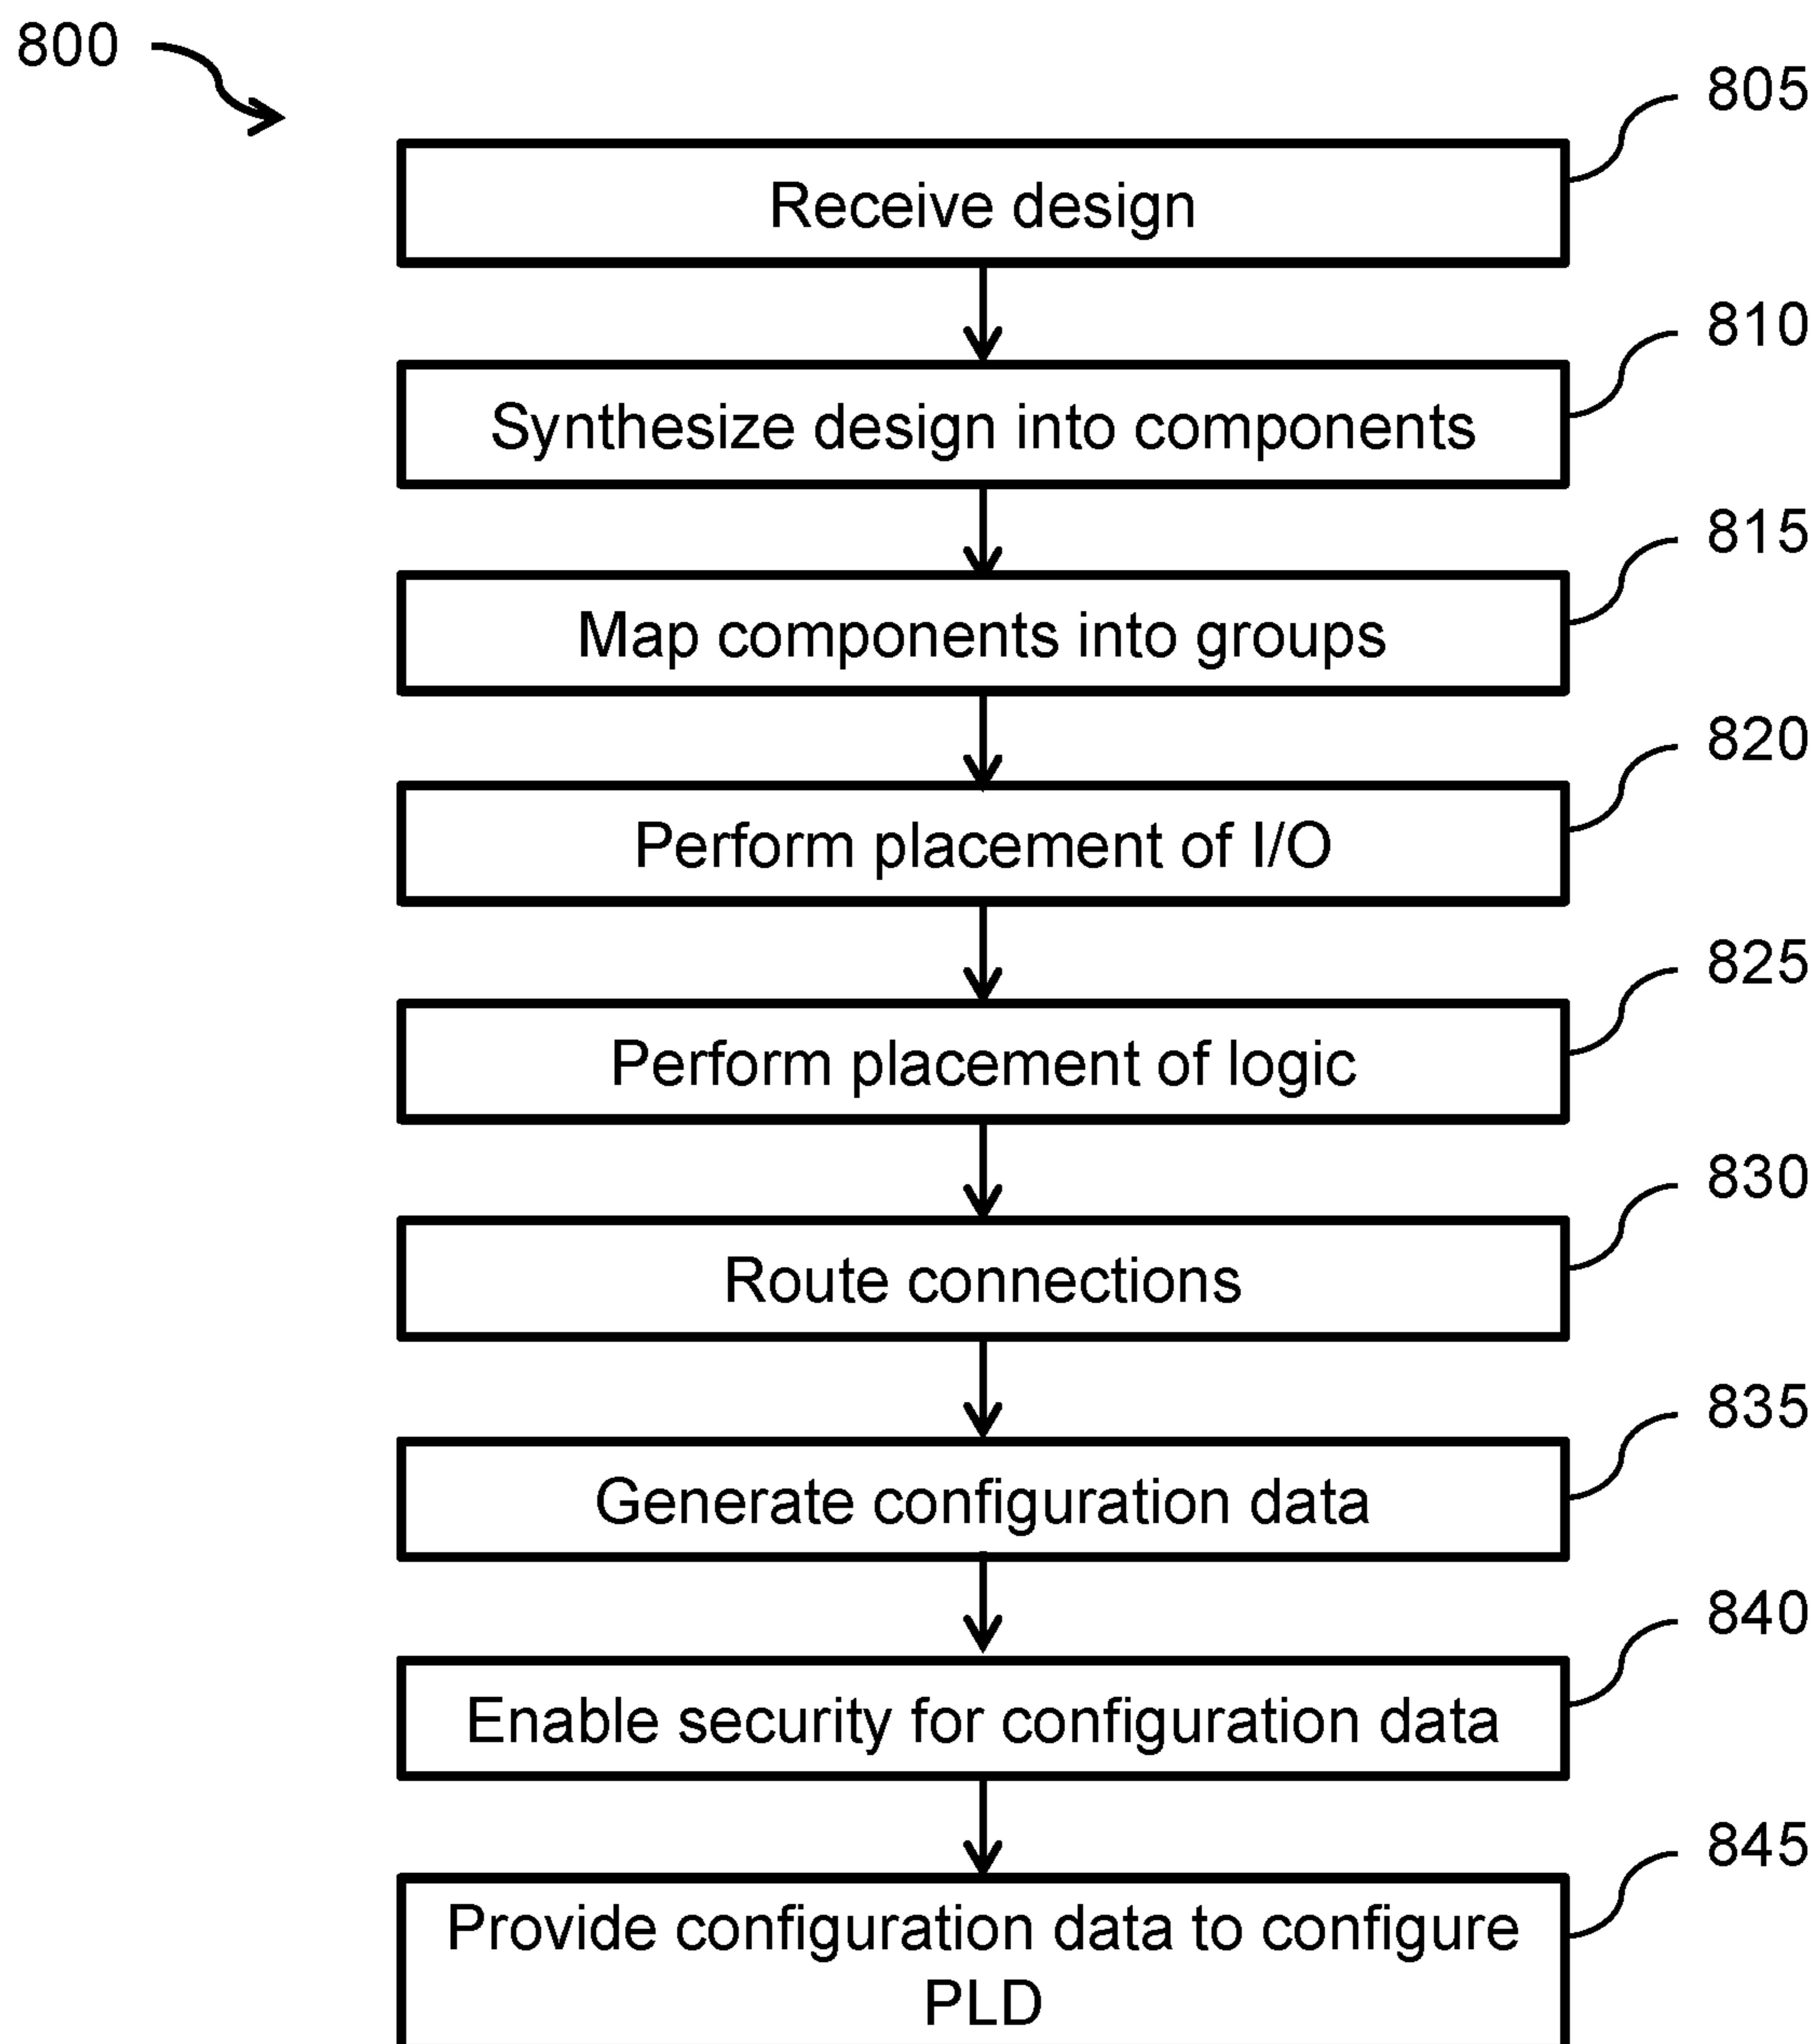 800
805
Receive design
810
Synthesize design into components
815
Map components into groups
820
Perform placement of I/O
825
Perform placement of logic
830
Route connections
835
Generate configuration data
840
Enable security for configuration data
845
Provide configuration data to configure
PLD